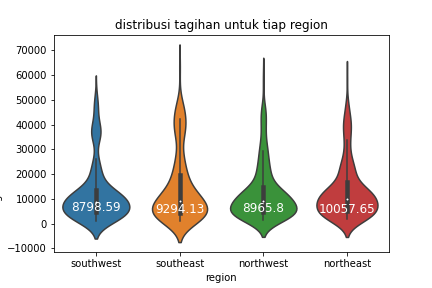 distribusi tagihan untuk tiap region
70000
60000
50000
40000
30000
20000
10000
0
−10000
8798.59
9294.13
8965.8
10057.65
southwest
southeast
northwest
northeast
region